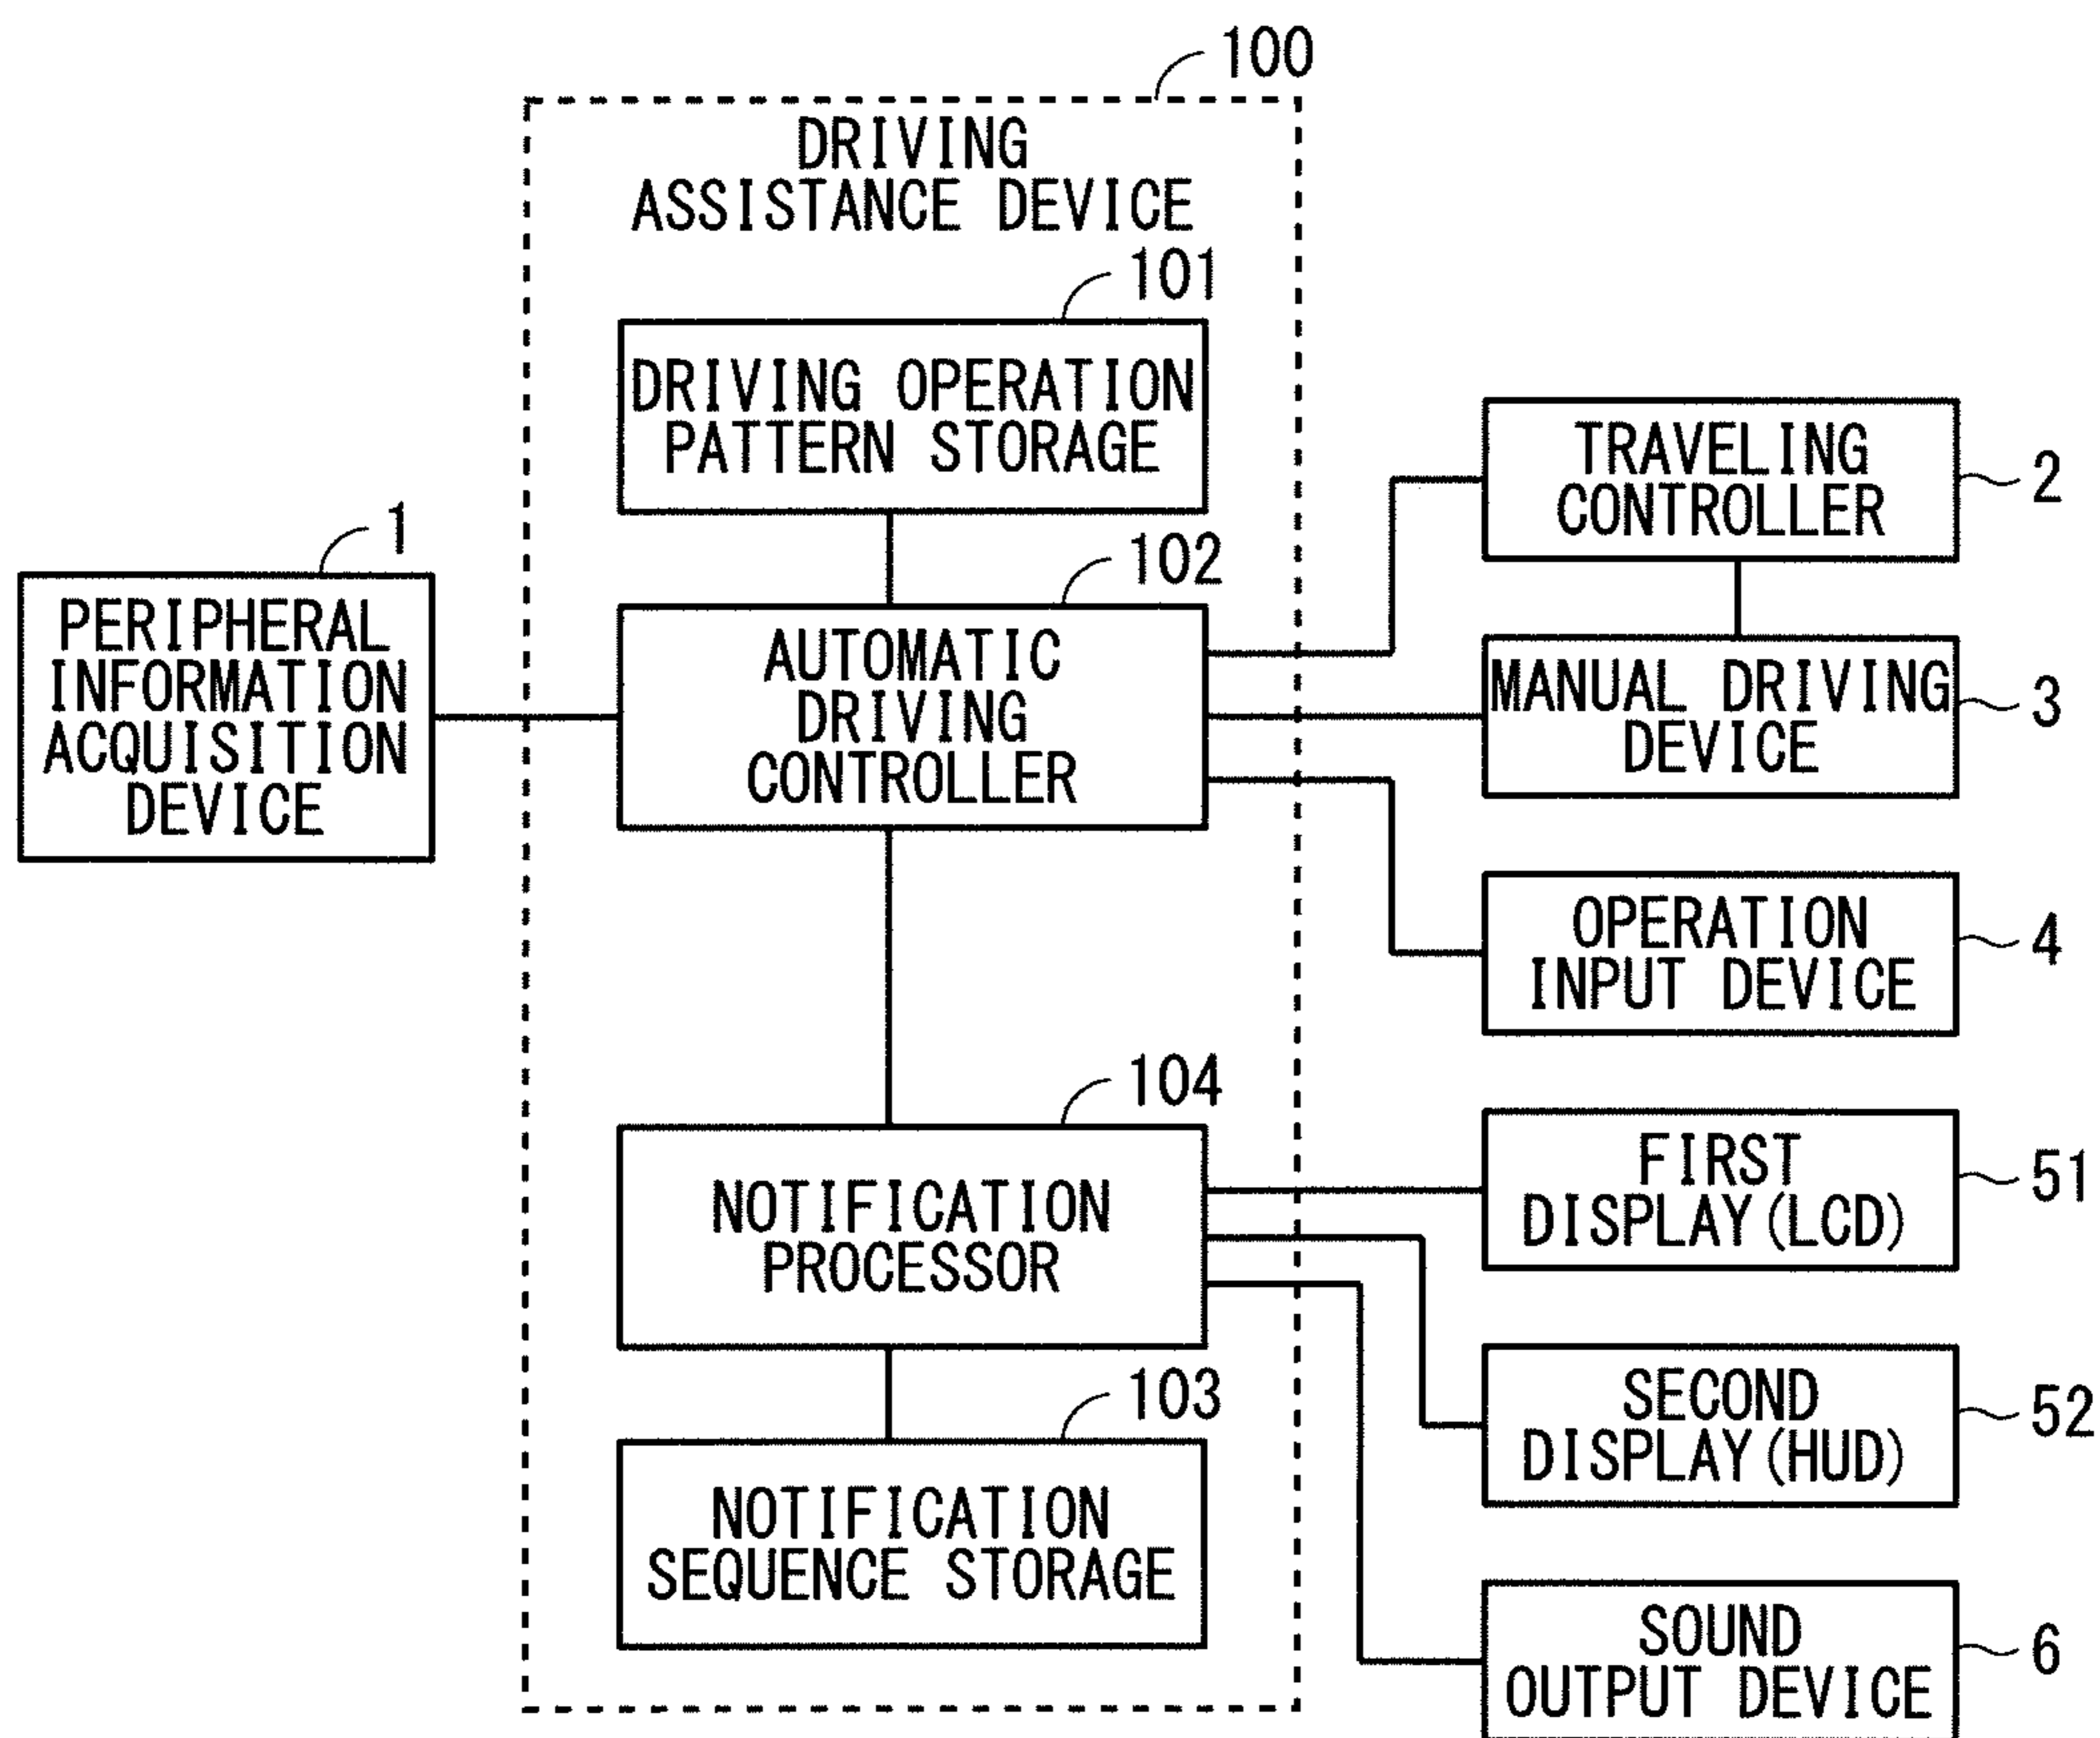 100
DRIVING
ASSISTANCE DEVICE
101
DRIVING OPERATION
PATTERN STORAGE
1
PERIPHERAL
INFORMATION
ACQUISITION
DEVICE
102
AUTOMATIC
DRIVING
CONTROLLER
TRAVELING
CONTROLLER
2
MANUAL DRIVING
DEVICE
3
OPERATION
INPUT DEVICE
4
104
NOTIFICATION
PROCESSOR
FIRST
DISPLAY(LCD)
51
103
NOTIFICATION
SEQUENCE STORAGE
SECOND
DISPLAY(HUD)
52
SOUND
OUTPUT DEVICE
6